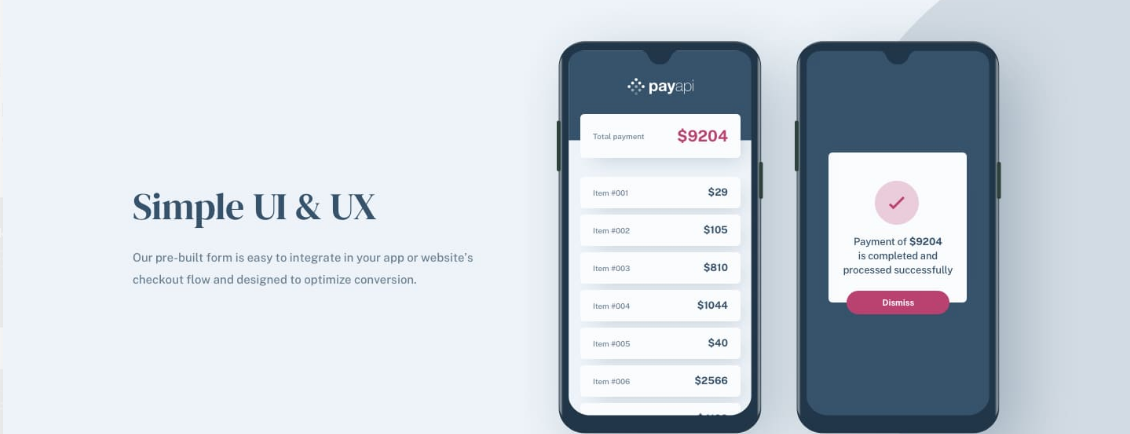 payapi
Total payment $9204
Item #001 $29
Item #002 $105
Item #003 $810
Item #004 $1044
Item #005 $40
Item #006 $2566
Simple UI & UX
Our pre-built form is easy to integrate in your app or website's
checkout flow and designed to optimize conversion.
Payment of $9204
is completed and
processed successfully
Dismiss